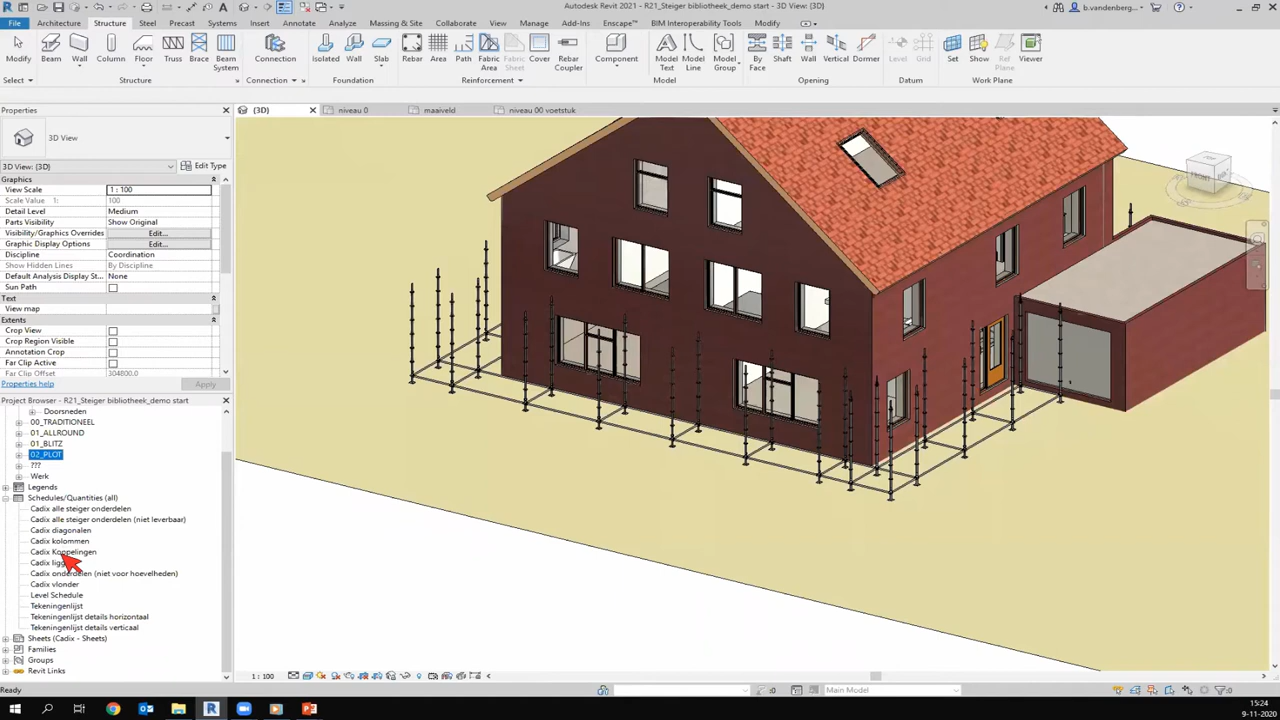 Autodesk Revit 2021 - R21_Steiger bibliotheek_demo start - 3D View: {3D}
b.vandenberg...
File Architecture Structure Steel Precast Systems Insert Annotate Analyze Massing & Site Collaborate View Manage Add-Ins Enscape™ BIM Interoperability Tools Modify
Modify Beam Wall Column Floor Truss Brace Beam System Connection Isolated Wall Slab Rebar Area Path Fabric Area Fabric Sheet Cover Rebar Coupler Component Model Text Model Line Model Group By Face Shaft Wall Vertical Dormer Level Grid Set Show Ref Plane Viewer
Select Structure Connection Foundation Reinforcement Model Opening Datum Work Plane
Properties
{3D} niveau 0 maaiveld niveau 00 voetstuk
3D View
3D View: {3D} Edit Type
Graphics
View Scale 1 : 100
Scale Value 1: 100
Detail Level Medium
Parts Visibility Show Original
Visibility/Graphics Overrides Edit...
Graphic Display Options Edit...
Discipline Coordination
Show Hidden Lines By Discipline
Default Analysis Display St... None
Sun Path
Text
View map
Extents
Crop View
Crop Region Visible
Annotation Crop
Far Clip Active
Far Clip Offset 304800.0
Properties help Apply
Project Browser - R21_Steiger bibliotheek_demo start
Doorsneden
00_TRADITIONEEL
01_ALLROUND
01_BLITZ
02_PLOT
???
Werk
Legends
Schedules/Quantities (all)
Cadix alle steiger onderdelen
Cadix alle steiger onderdelen (niet leverbaar)
Cadix diagonalen
Cadix kolommen
Cadix Koppelingen
Cadix
Cadix onderdelen (niet voor hoevelheden)
Cadix vlonder
Level Schedule
Tekeningenlijst
Tekeningenlijst details horizontaal
Tekeningenlijst details verticaal
Sheets (Cadix - Sheets)
Families
Groups
Revit Links
1 : 100
Ready
:0 Main Model :0
15:24
9-11-2020